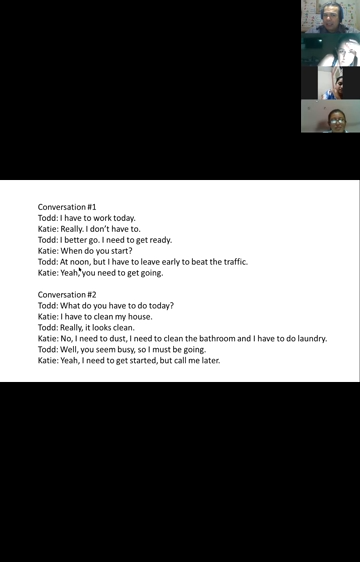 Conversation #1
Todd: I have to work today.
Katie: Really. I don't have to.
Todd: I better go. I need to get ready.
Katie: When do you start?
Todd: At noon, but I have to leave early to beat the traffic.
Katie: Yeah, you need to get going.
Conversation #2
Todd: What do you have to do today?
Katie: I have to clean my house.
Todd: Really, it looks clean.
Katie: No, I need to dust, I need to clean the bathroom and I have to do laundry.
Todd: Well, you seem busy, so I must be going.
Katie: Yeah, I need to get started, but call me later.